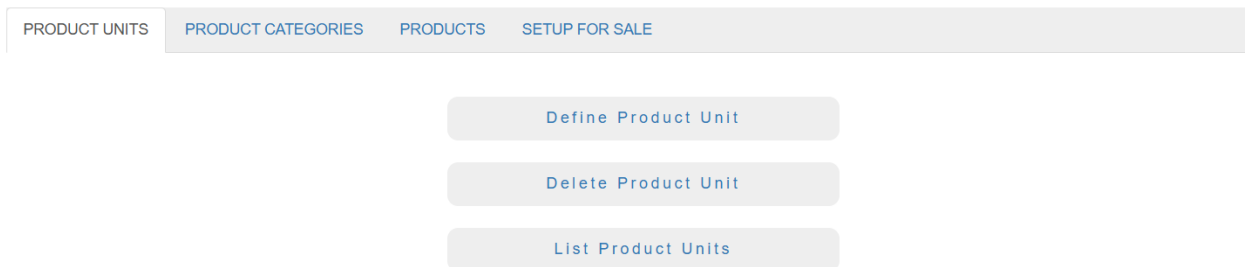 PRODUCT UNITS PRODUCT CATEGORIES PRODUCTS SETUP FOR SALE
Define Product Unit
Delete Product Unit
List Product Units